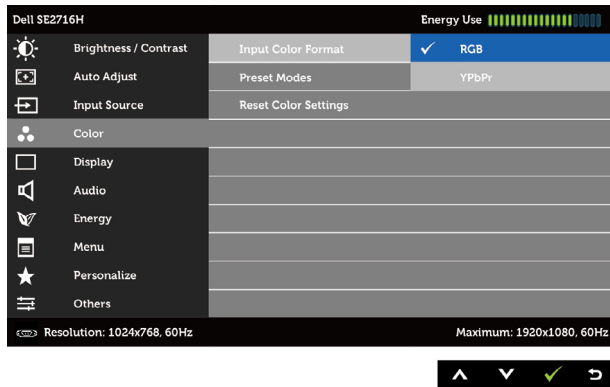 Dell SE2716H Energy Use
Brightness / Contrast Input Color Format RGB
Auto Adjust Preset Modes YPbPr
Input Source Reset Color Settings
Color
Display
Audio
Energy
Menu
Personalize
Others
Resolution: 1024x768, 60Hz Maximum: 1920x1080, 60Hz